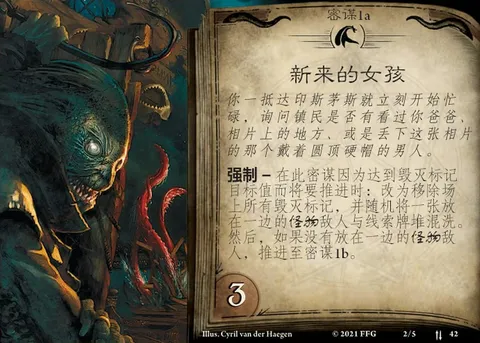 密谋1a
新来的女孩
你一抵达印斯茅斯就立刻开始忙
碌，询问镇民是否有看过你爸爸、
相片上的地方、或是丢下这张相片
的那个戴着圆顶硬帽的男人。
强制 – 在此密谋因为达到毁灭标记
目标值而将要推进时：改为移除场
上所有毁灭标记，并随机将一张放
在一边的怪物敌人与线索牌堆混洗。
然后，如果没有放在一边的怪物敌
人，推进至密谋1b。
3
Illus. Cyril van der Haegen
© 2021 FFG
2/5
42